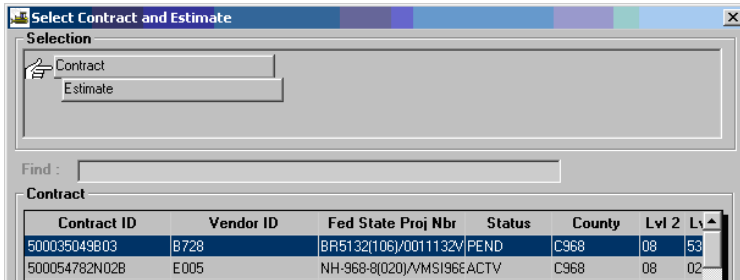 Select Contract and Estimate
Selection
Contract
Estimate
Find :
Contract
Contract ID Vendor ID Fed State Proj Nbr Status County Lvl 2
500035049B03 B728 BR5132(106)/0011132V PEND C968 08 53
500054782N02B E005 NH-968-8(020)/VMSI968 ACTV C968 08 02